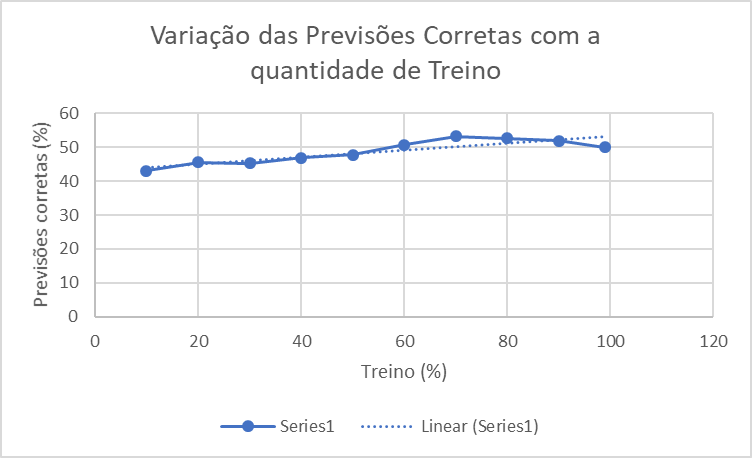 Variação das Previsões Corretas com a
quantidade de Treino
Previsões corretas (%)
60
50
40
30
20
10
0
0 20 40 60 80 100 120
Treino (%)
Series1 Linear (Series1)